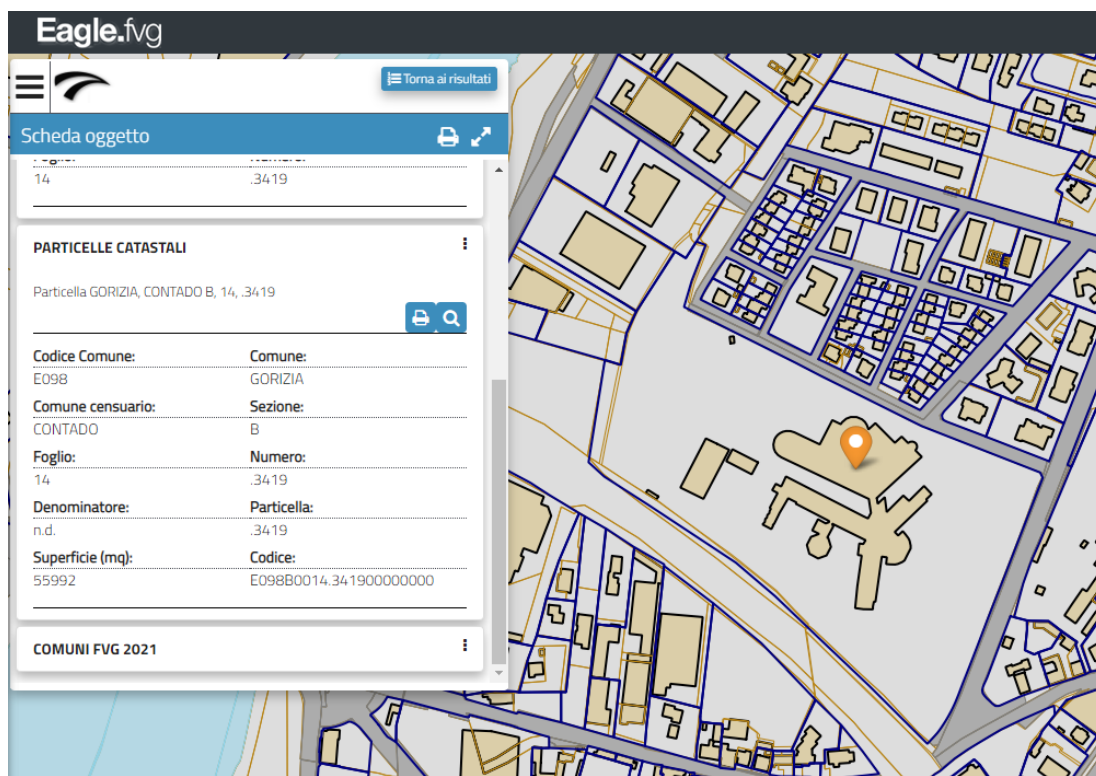 Eagle.fvg
Torna ai risultati
Scheda oggetto
Foglio: Numero:
14 .3419
PARTICELLE CATASTALI
Particella GORIZIA, CONTADO B, 14, .3419
Codice Comune: Comune:
E098 GORIZIA
Comune censuario: Sezione:
CONTADO B
Foglio: Numero:
14 .3419
Denominatore: Particella:
n.d. .3419
Superficie (mq): Codice:
55992 E098B0014.341900000000
COMUNI FVG 2021